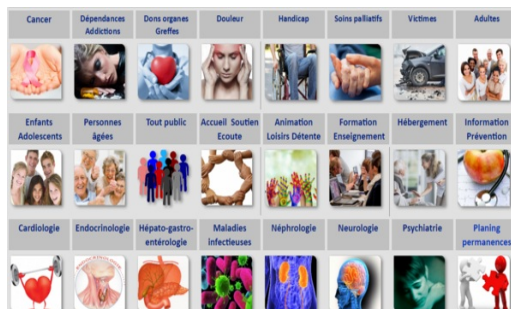 Cancer
Dépendances
Addictions
Dons organes
Greffes
Douleur
Handicap
Soins palliatifs
Victimes
Adultes
Enfants
Adolescents
Personnes
âgées
Tout public
Accueil Soutien
Ecoute
Animation
Loisirs Détente
Formation
Enseignement
Hébergement
Information
Prévention
Cardiologie
Endocrinologie
Hépato-gastro-
entérologie
Maladies
infectieuses
Néphrologie
Neurologie
Psychiatrie
Planing
permanences